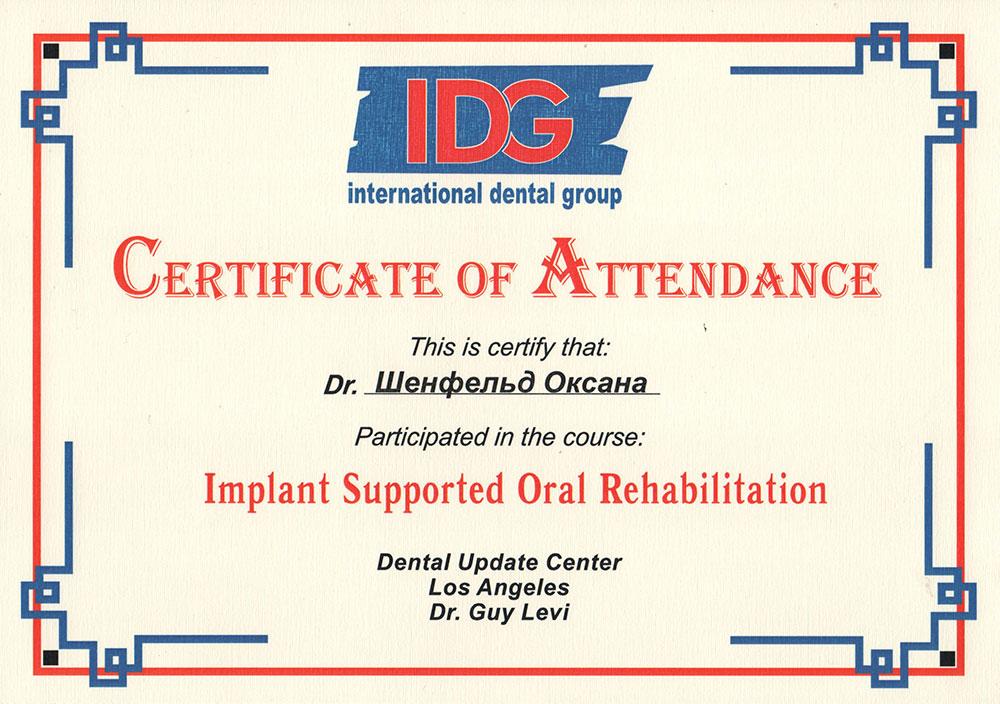 IDG
international dental group
CERTIFICATE OF ATTENDANCE
This is certify that:
Dr. Шенфельд Оксана
Participated in the course:
Implant Supported Oral Rehabilitation
Dental Update Center
Los Angeles
Dr. Guy Levi